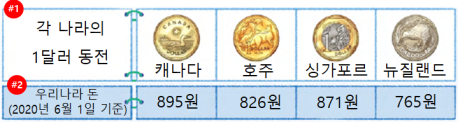 #1
각 나라의
1달러 동전
CANADA
DOLLAR
캐나다
호주
싱가포르
뉴질랜드
#2
우리나라 돈
(2020년 6월 1일 기준)
895원
826원
871원
765원